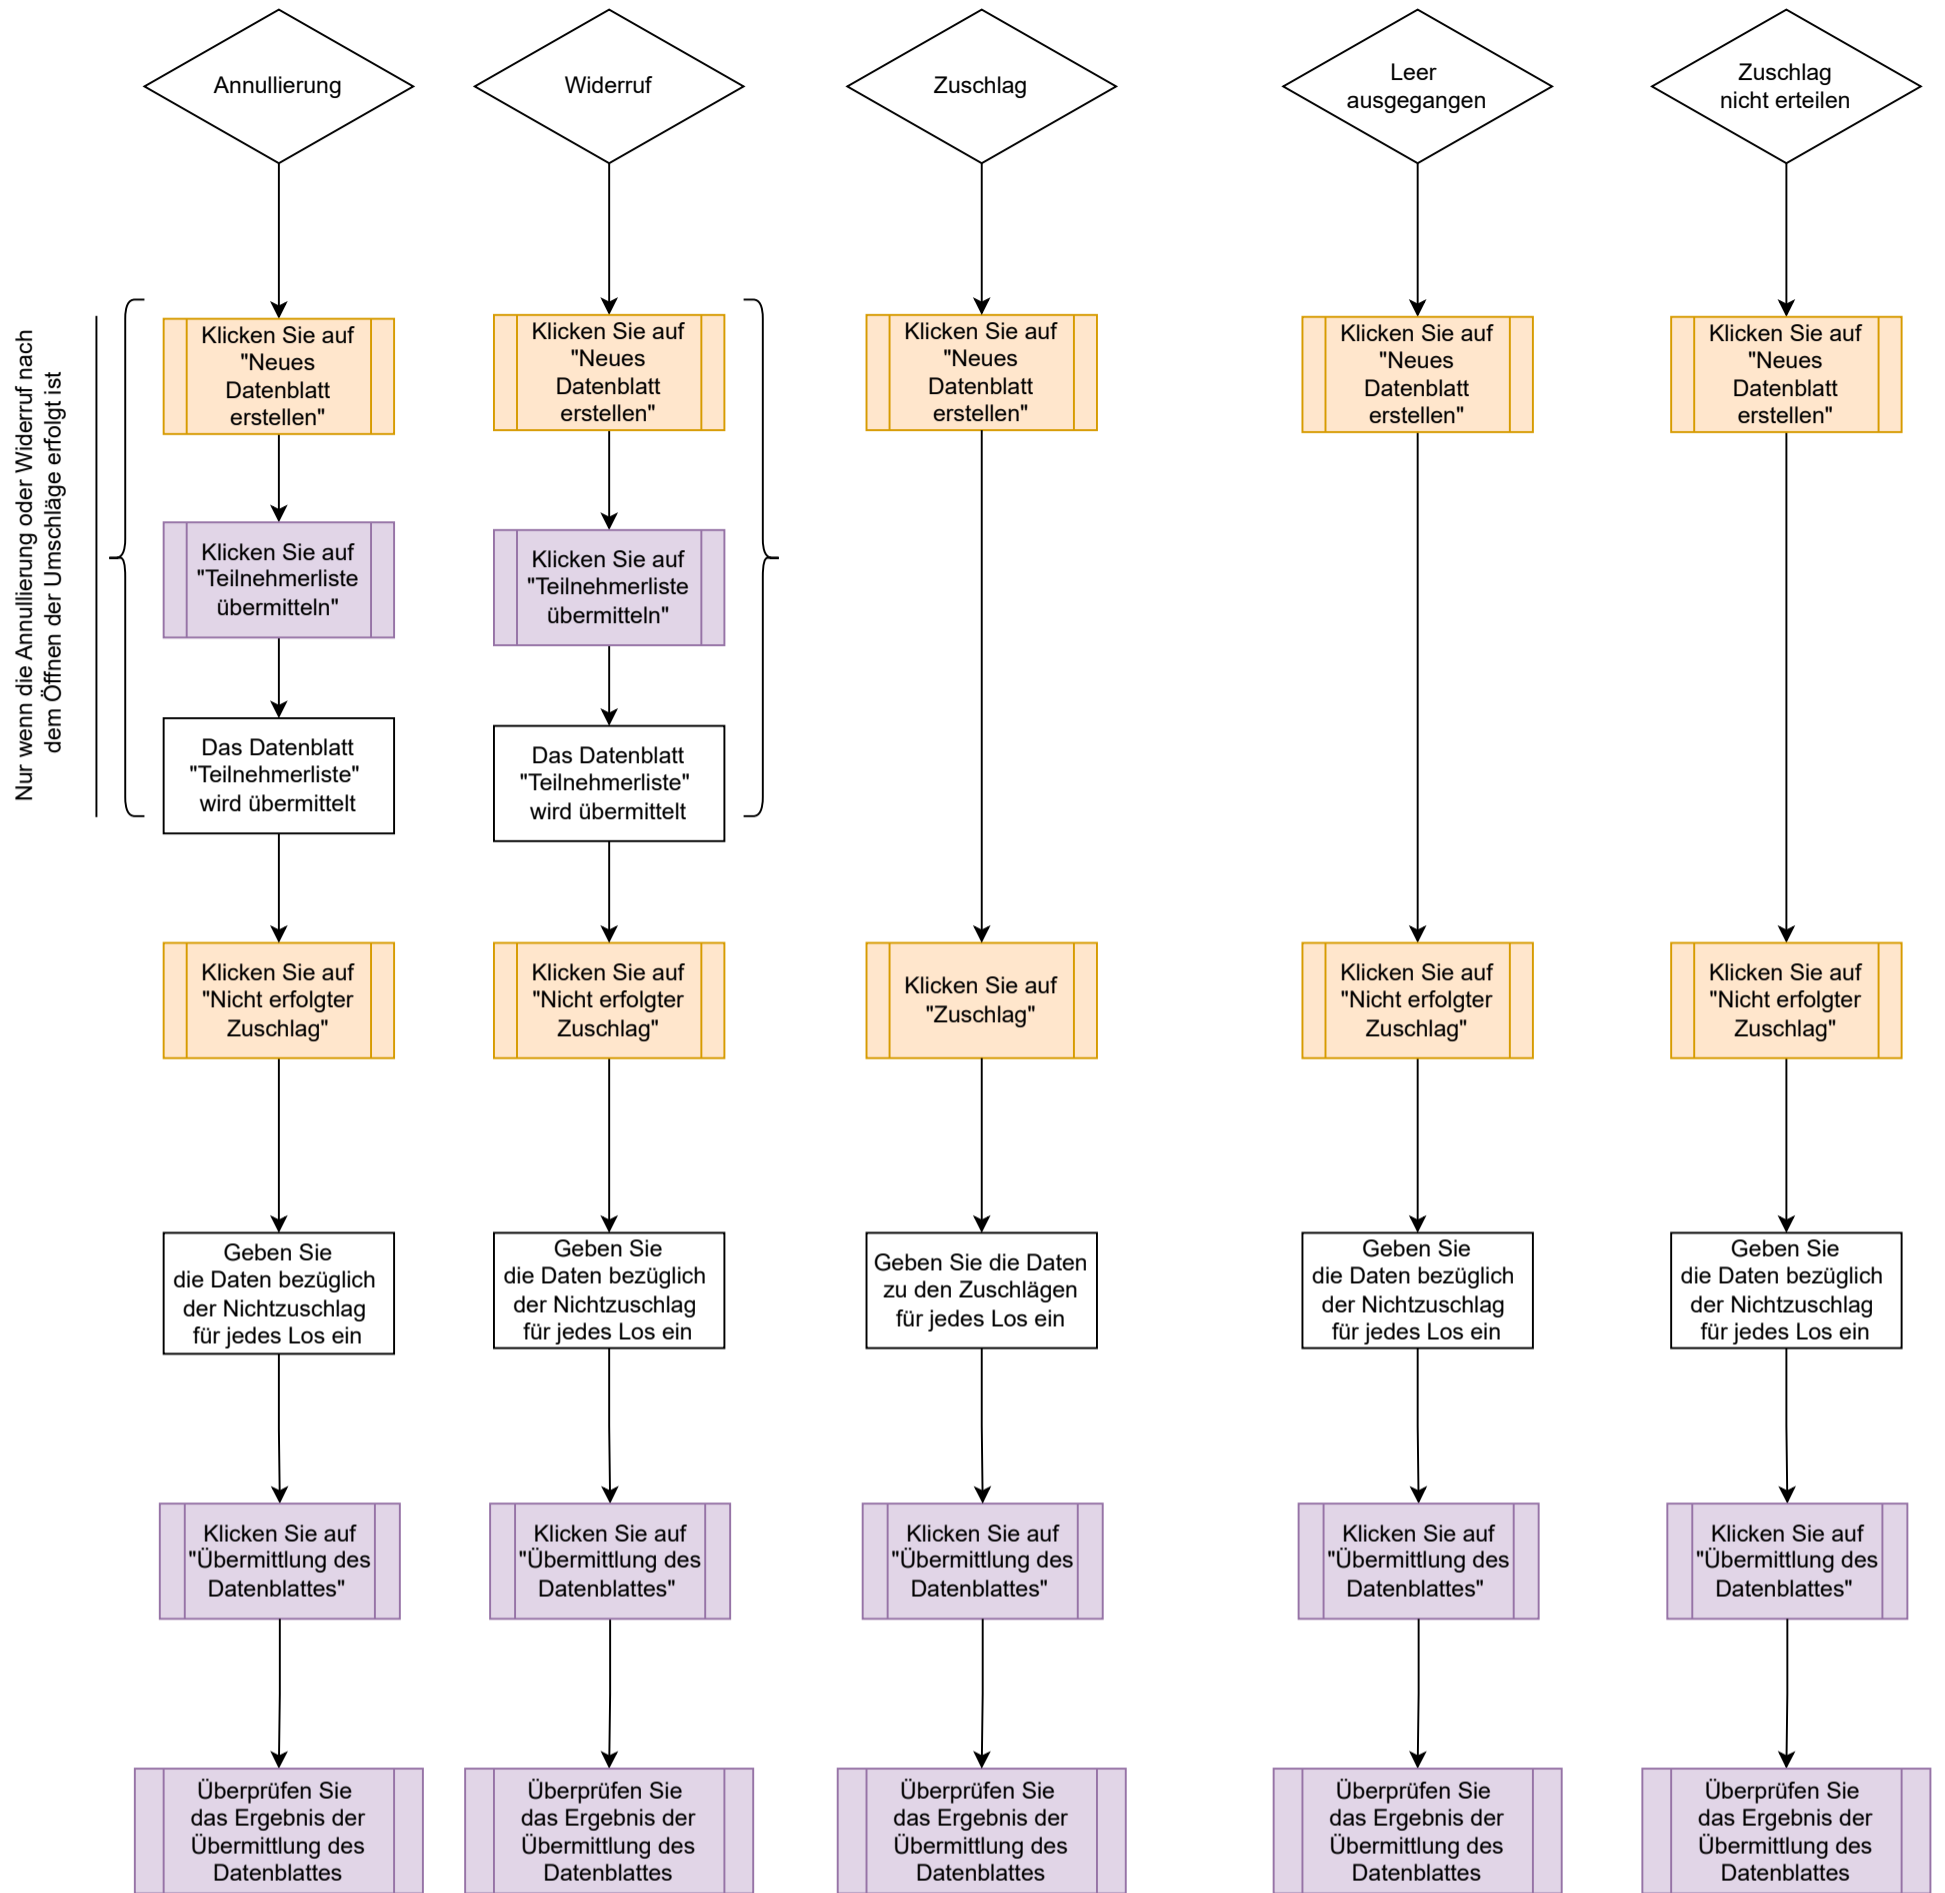 Annullierung
Widerruf
Zuschlag
Leer
ausgegangen
Zuschlag
nicht erteilen
Nur wenn die Annullierung oder Widerruf nach
dem Öffnen der Umschläge erfolgt ist
Klicken Sie auf
"Neues
Datenblatt
erstellen"
Klicken Sie auf
"Neues
Datenblatt
erstellen"
Klicken Sie auf
"Neues
Datenblatt
erstellen"
Klicken Sie auf
"Neues
Datenblatt
erstellen"
Klicken Sie auf
"Neues
Datenblatt
erstellen"
Klicken Sie auf
"Teilnehmerliste
übermitteln"
Klicken Sie auf
"Teilnehmerliste
übermitteln"
Das Datenblatt
"Teilnehmerliste"
wird übermittelt
Das Datenblatt
"Teilnehmerliste"
wird übermittelt
Klicken Sie auf
"Nicht erfolgter
Zuschlag"
Klicken Sie auf
"Nicht erfolgter
Zuschlag"
Klicken Sie auf
"Zuschlag"
Klicken Sie auf
"Nicht erfolgter
Zuschlag"
Klicken Sie auf
"Nicht erfolgter
Zuschlag"
Geben Sie
die Daten bezüglich
der Nichtzuschlag
für jedes Los ein
Geben Sie
die Daten bezüglich
der Nichtzuschlag
für jedes Los ein
Geben Sie die Daten
zu den Zuschlägen
für jedes Los ein
Geben Sie
die Daten bezüglich
der Nichtzuschlag
für jedes Los ein
Geben Sie
die Daten bezüglich
der Nichtzuschlag
für jedes Los ein
Klicken Sie auf
"Übermittlung des
Datenblattes"
Klicken Sie auf
"Übermittlung des
Datenblattes"
Klicken Sie auf
"Übermittlung des
Datenblattes"
Klicken Sie auf
"Übermittlung des
Datenblattes"
Klicken Sie auf
"Übermittlung des
Datenblattes"
Überprüfen Sie
das Ergebnis der
Übermittlung des
Datenblattes
Überprüfen Sie
das Ergebnis der
Übermittlung des
Datenblattes
Überprüfen Sie
das Ergebnis der
Übermittlung des
Datenblattes
Überprüfen Sie
das Ergebnis der
Übermittlung des
Datenblattes
Überprüfen Sie
das Ergebnis der
Übermittlung des
Datenblattes